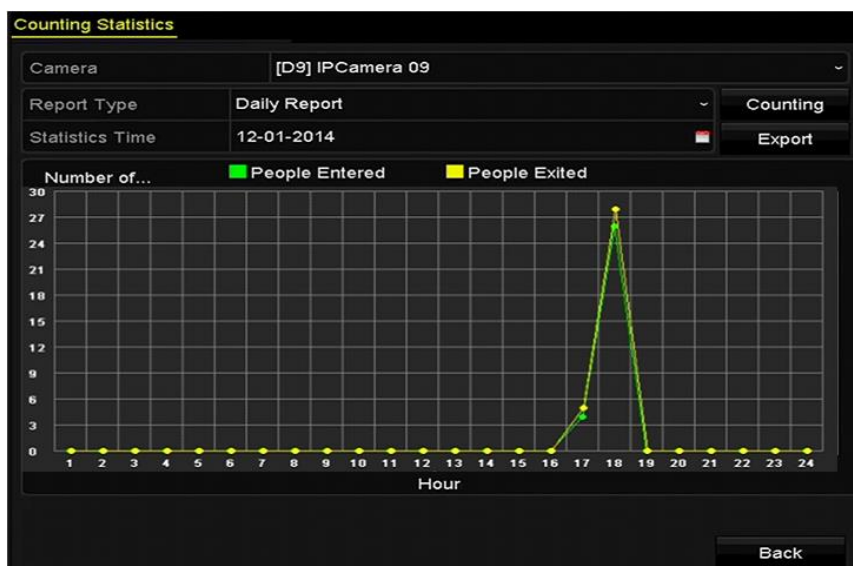 Counting Statistics
Camera [D9] IPCamera 09
Report Type Daily Report Counting
Statistics Time 12-01-2014 Export
Number of... People Entered People Exited
30
27
24
21
18
15
12
9
6
3
0
1 2 3 4 5 6 7 8 9 10 11 12 13 14 15 16 17 18 19 20 21 22 23 24
Hour
Back